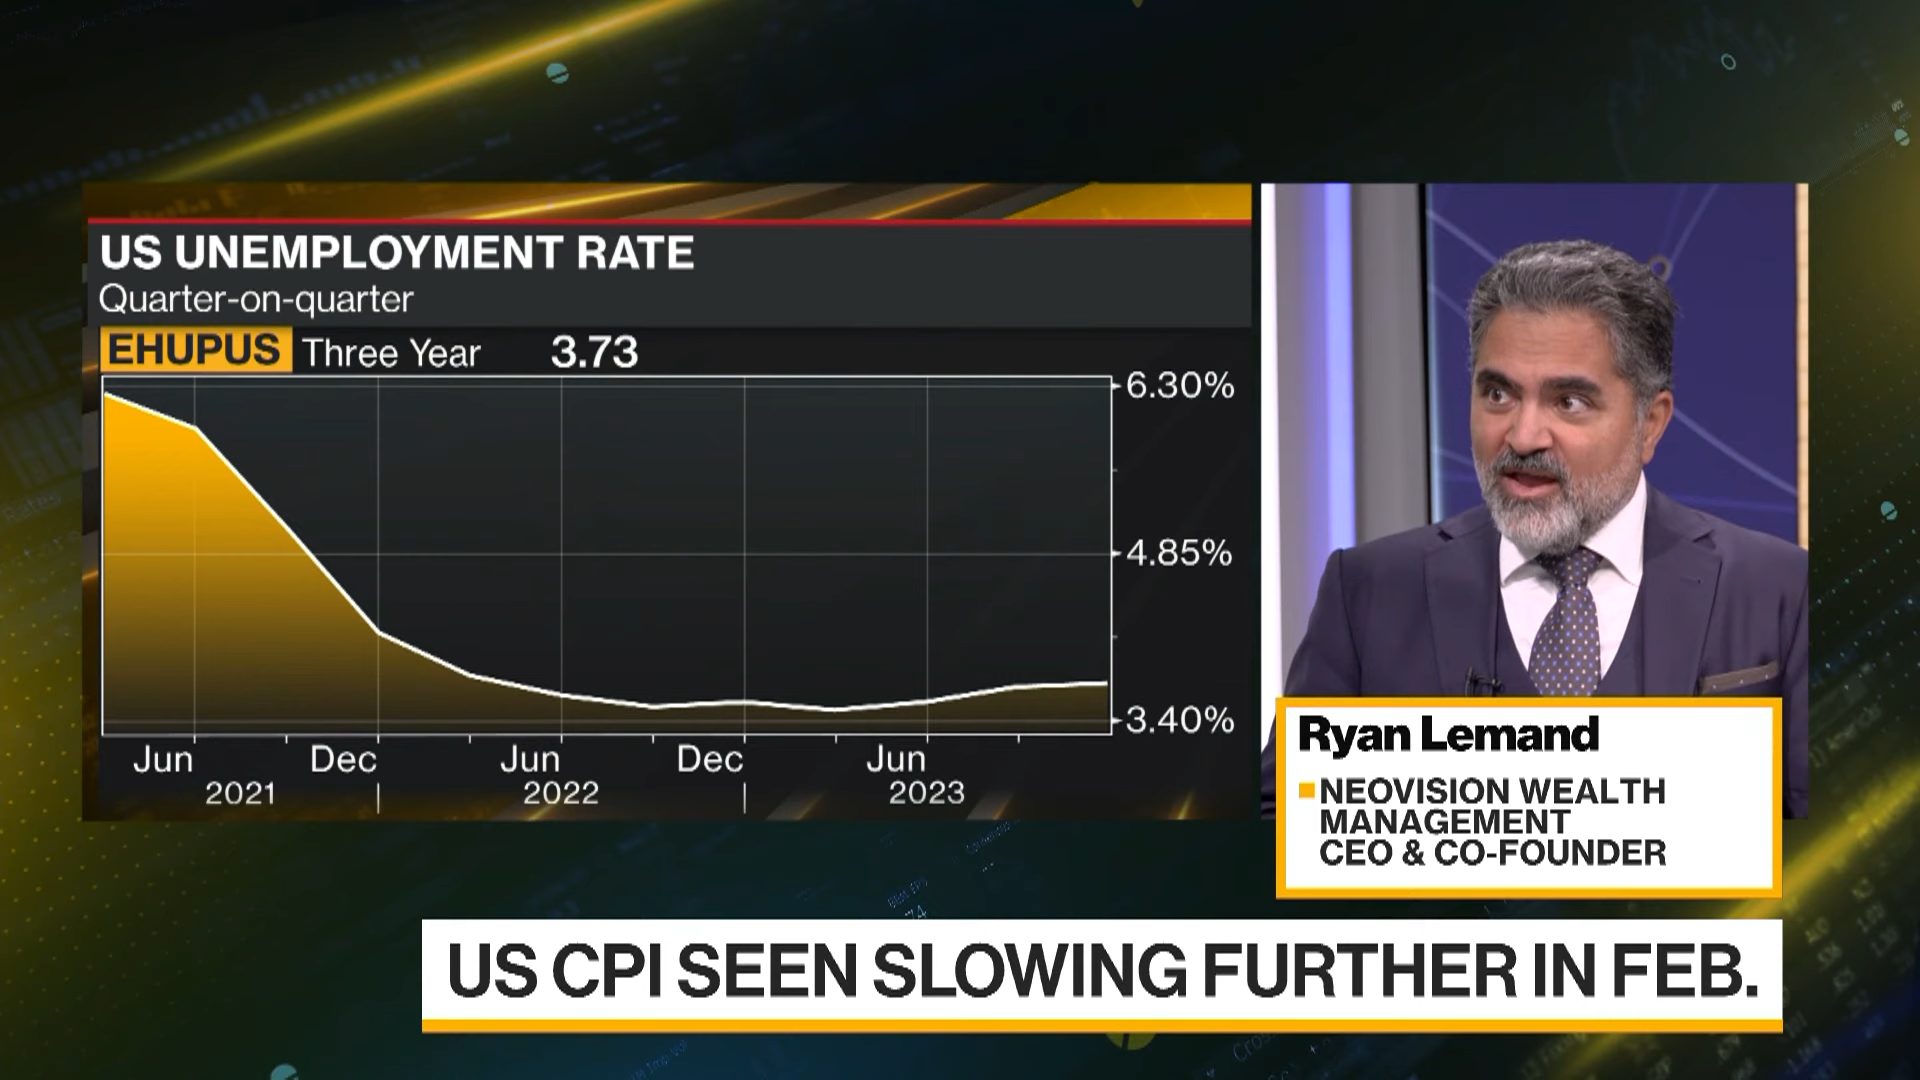 US UNEMPLOYMENT RATE
Quarter-on-quarter
EHUPUS Three Year 3.73
6.30%
4.85%
3.40%
Jun Dec Jun Dec Jun
2021 2022 2023
Ryan Lemand
NEOVISION WEALTH
MANAGEMENT
CEO & CO-FOUNDER
US CPI SEEN SLOWING FURTHER IN FEB.